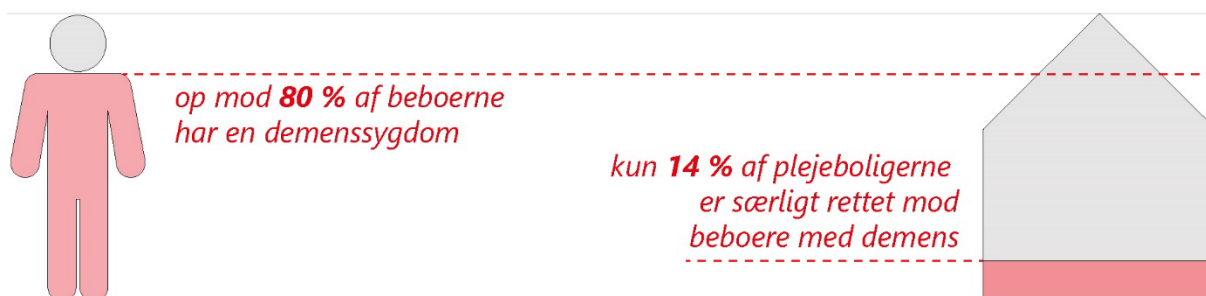 op mod 80 % af beboerne
har en demenssygdom
kun 14 % af plejeboligerne
er særligt rettet mod
beboere med demens